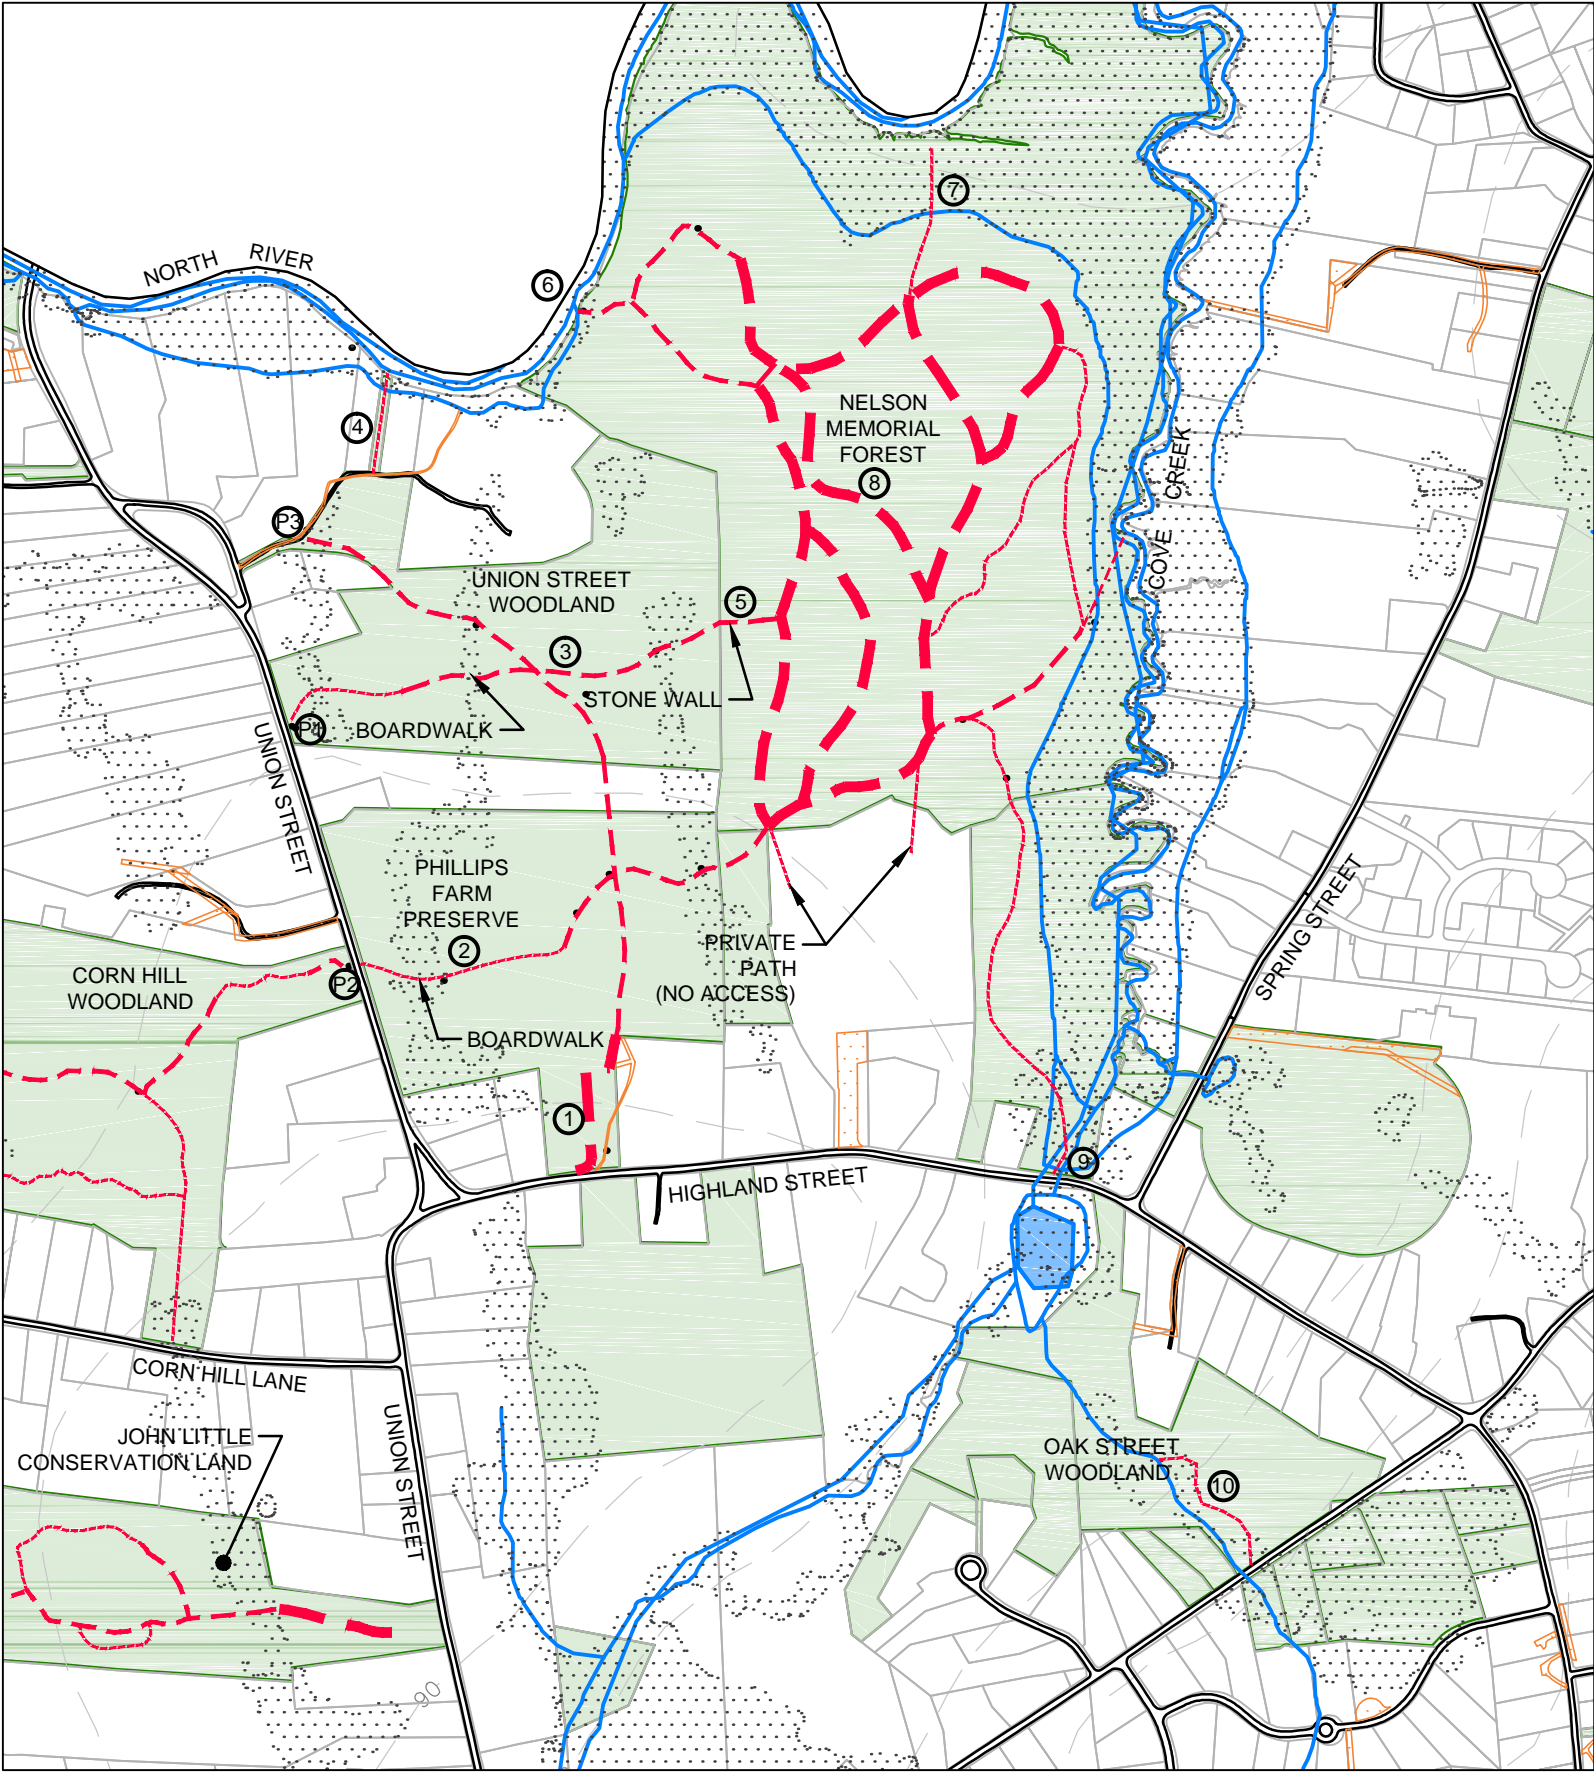 7
NORTH RIVER
6
NELSON
MEMORIAL
FOREST
8
4
COVE CREEK
P3
UNION STREET
WOODLAND
5
3
STONE WALL
BOARDWALK
UNION STREET
PHILLIPS
FARM
PRESERVE
2
PRIVATE
PATH
(NO ACCESS)
SPRING STREET
CORN HILL
WOODLAND
P2
BOARDWALK
1
9
HIGHLAND STREET
CORN HILL LANE
JOHN LITTLE
CONSERVATION LAND
UNION STREET
OAK STREET
WOODLAND
10
90